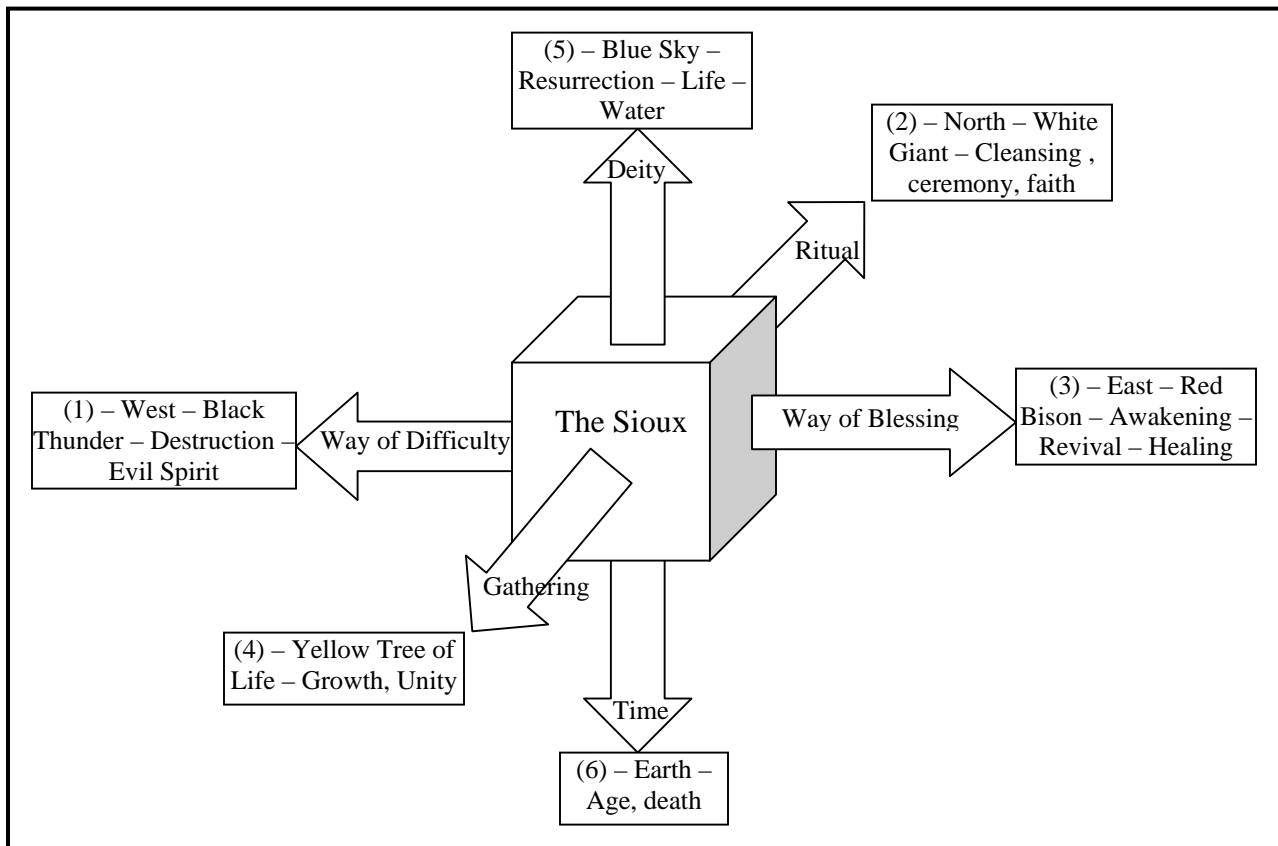 (5) – Blue Sky –
Resurrection – Life –
Water
Deity
(2) – North – White
Giant – Cleansing ,
ceremony, faith
Ritual
(1) – West – Black
Thunder – Destruction –
Evil Spirit
Way of Difficulty
The Sioux
Way of Blessing
(3) – East – Red
Bison – Awakening –
Revival – Healing
Gathering
(4) – Yellow Tree of
Life – Growth, Unity
Time
(6) – Earth –
Age, death